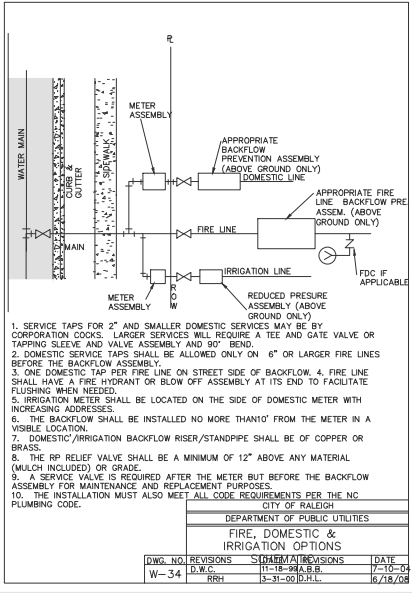 PL
METER
ASSEMBLY
APPROPRIATE
BACKFLOW
PREVENTION ASSEMBLY
(ABOVE GROUND ONLY)
DOMESTIC LINE
WATER MAIN
CURB &
GUTTER
SIDEWALK
APPROPRIATE FIRE
LINE BACKFLOW PRE
ASSEM. (ABOVE
GROUND ONLY)
FIRE LINE
MAIN
IRRIGATION LINE
FDC IF
APPLICABLE
METER
ASSEMBLY
R
O
W
REDUCED PRESURE
ASSEMBLY (ABOVE
GROUND ONLY)
1. SERVICE TAPS FOR 2" AND SMALLER DOMESTIC SERVICES MAY BE BY
CORPORATION COCKS. LARGER SERVICES WILL REQUIRE A TEE AND GATE VALVE OR
TAPPING SLEEVE AND VALVE ASSEMBLY AND 90' BEND.
2. DOMESTIC SERVICE TAPS SHALL BE ALLOWED ONLY ON 6" OR LARGER FIRE LINES
BEFORE THE BACKFLOW ASSEMBLY.
3. ONE DOMESTIC TAP PER FIRE LINE ON STREET SIDE OF BACKFLOW. 4. FIRE LINE
SHALL HAVE A FIRE HYDRANT OR BLOW OFF ASSEMBLY AT ITS END TO FACILITATE
FLUSHING WHEN NEEDED.
5. IRRIGATION METER SHALL BE LOCATED ON THE SIDE OF DOMESTIC METER WITH
INCREASING ADDRESSES.
6. THE BACKFLOW SHALL BE INSTALLED NO MORE THAN10' FROM THE METER IN A
VISIBLE LOCATION.
7. DOMESTIC'/IRRIGATION BACKFLOW RISER/STANDPIPE SHALL BE OF COPPER OR
BRASS.
8. THE RP RELIEF VALVE SHALL BE A MINIMUM OF 12" ABOVE ANY MATERIAL
(MULCH INCLUDED) OR GRADE.
9. A SERVICE VALVE IS REQUIRED AFTER THE METER BUT BEFORE THE BACKFLOW
ASSEMBLY FOR MAINTENANCE AND REPLACEMENT PURPOSES.
10. THE INSTALLATION MUST ALSO MEET ALL CODE REQUIREMENTS PER THE NC
PLUMBING CODE.
CITY OF RALEIGH
DEPARTMENT OF PUBLIC UTILITIES
FIRE, DOMESTIC &
IRRIGATION OPTIONS
SCHEMATIC
DWG. NO. REVISIONS DATE REVISIONS DATE
W-34 D.W.C. 11-18-99 A.B.B. 7-10-04
RRH 3-31-00 D.H.L. 6/18/08